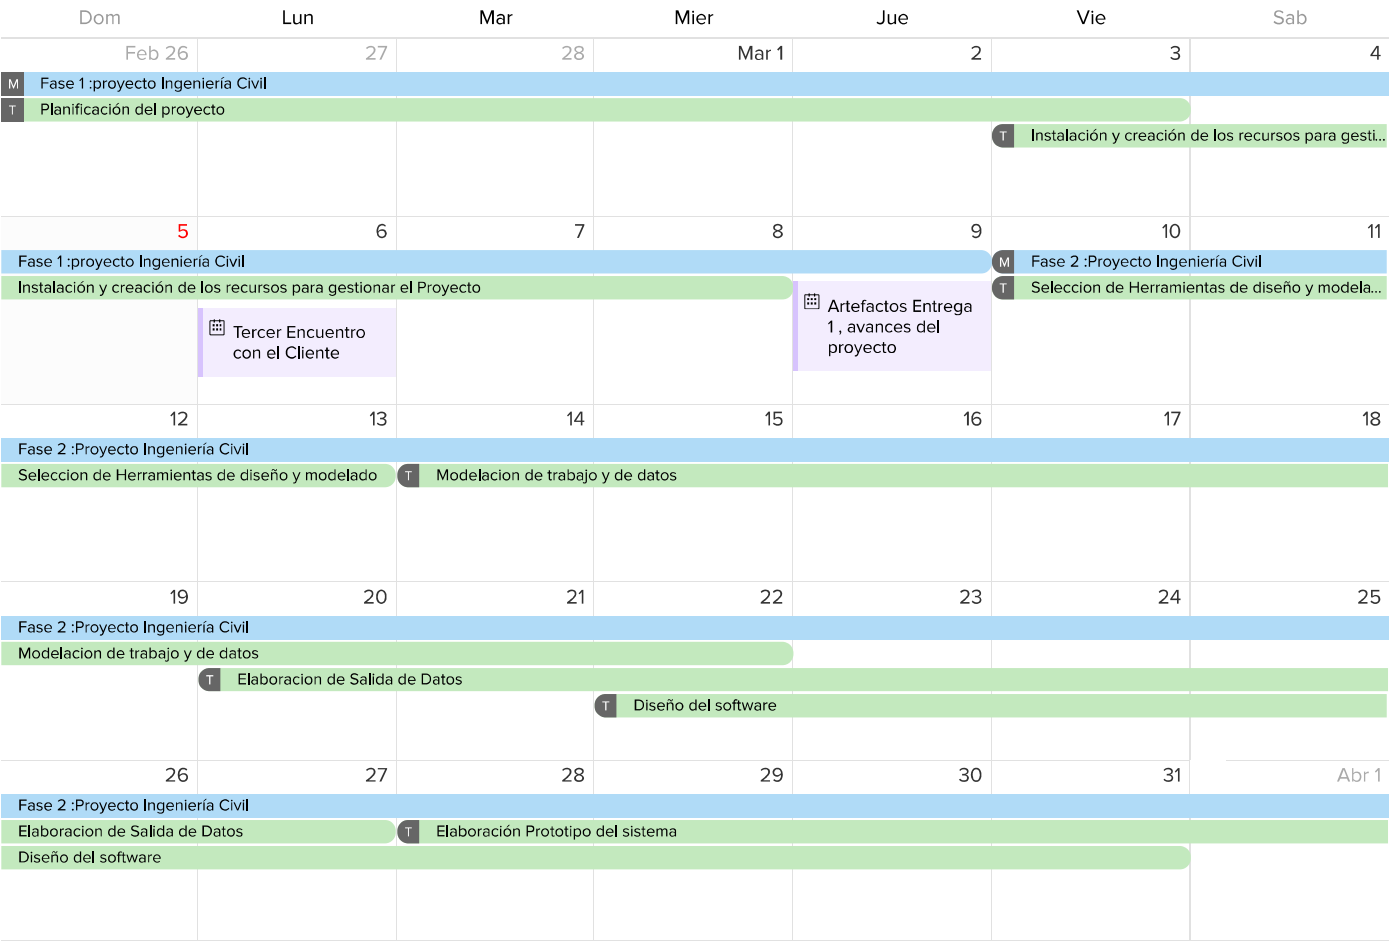 Dom Lun Mar Mier Jue Vie Sab
Feb 26 27 28 Mar 1 2 3 4
M Fase 1 :proyecto Ingeniería Civil
T Planificación del proyecto
T Instalación y creación de los recursos para gesti...
5 6 7 8 9 10 11
Fase 1 :proyecto Ingeniería Civil M Fase 2 :Proyecto Ingeniería Civil
Instalación y creación de los recursos para gestionar el Proyecto T Seleccion de Herramientas de diseño y modela...
Tercer Encuentro
con el Cliente
Artefactos Entrega
1 , avances del
proyecto
12 13 14 15 16 17 18
Fase 2 :Proyecto Ingeniería Civil
Seleccion de Herramientas de diseño y modelado T Modelacion de trabajo y de datos
19 20 21 22 23 24 25
Fase 2 :Proyecto Ingeniería Civil
Modelacion de trabajo y de datos
T Elaboracion de Salida de Datos
T Diseño del software
26 27 28 29 30 31 Abr 1
Fase 2 :Proyecto Ingeniería Civil
Elaboracion de Salida de Datos T Elaboración Prototipo del sistema
Diseño del software